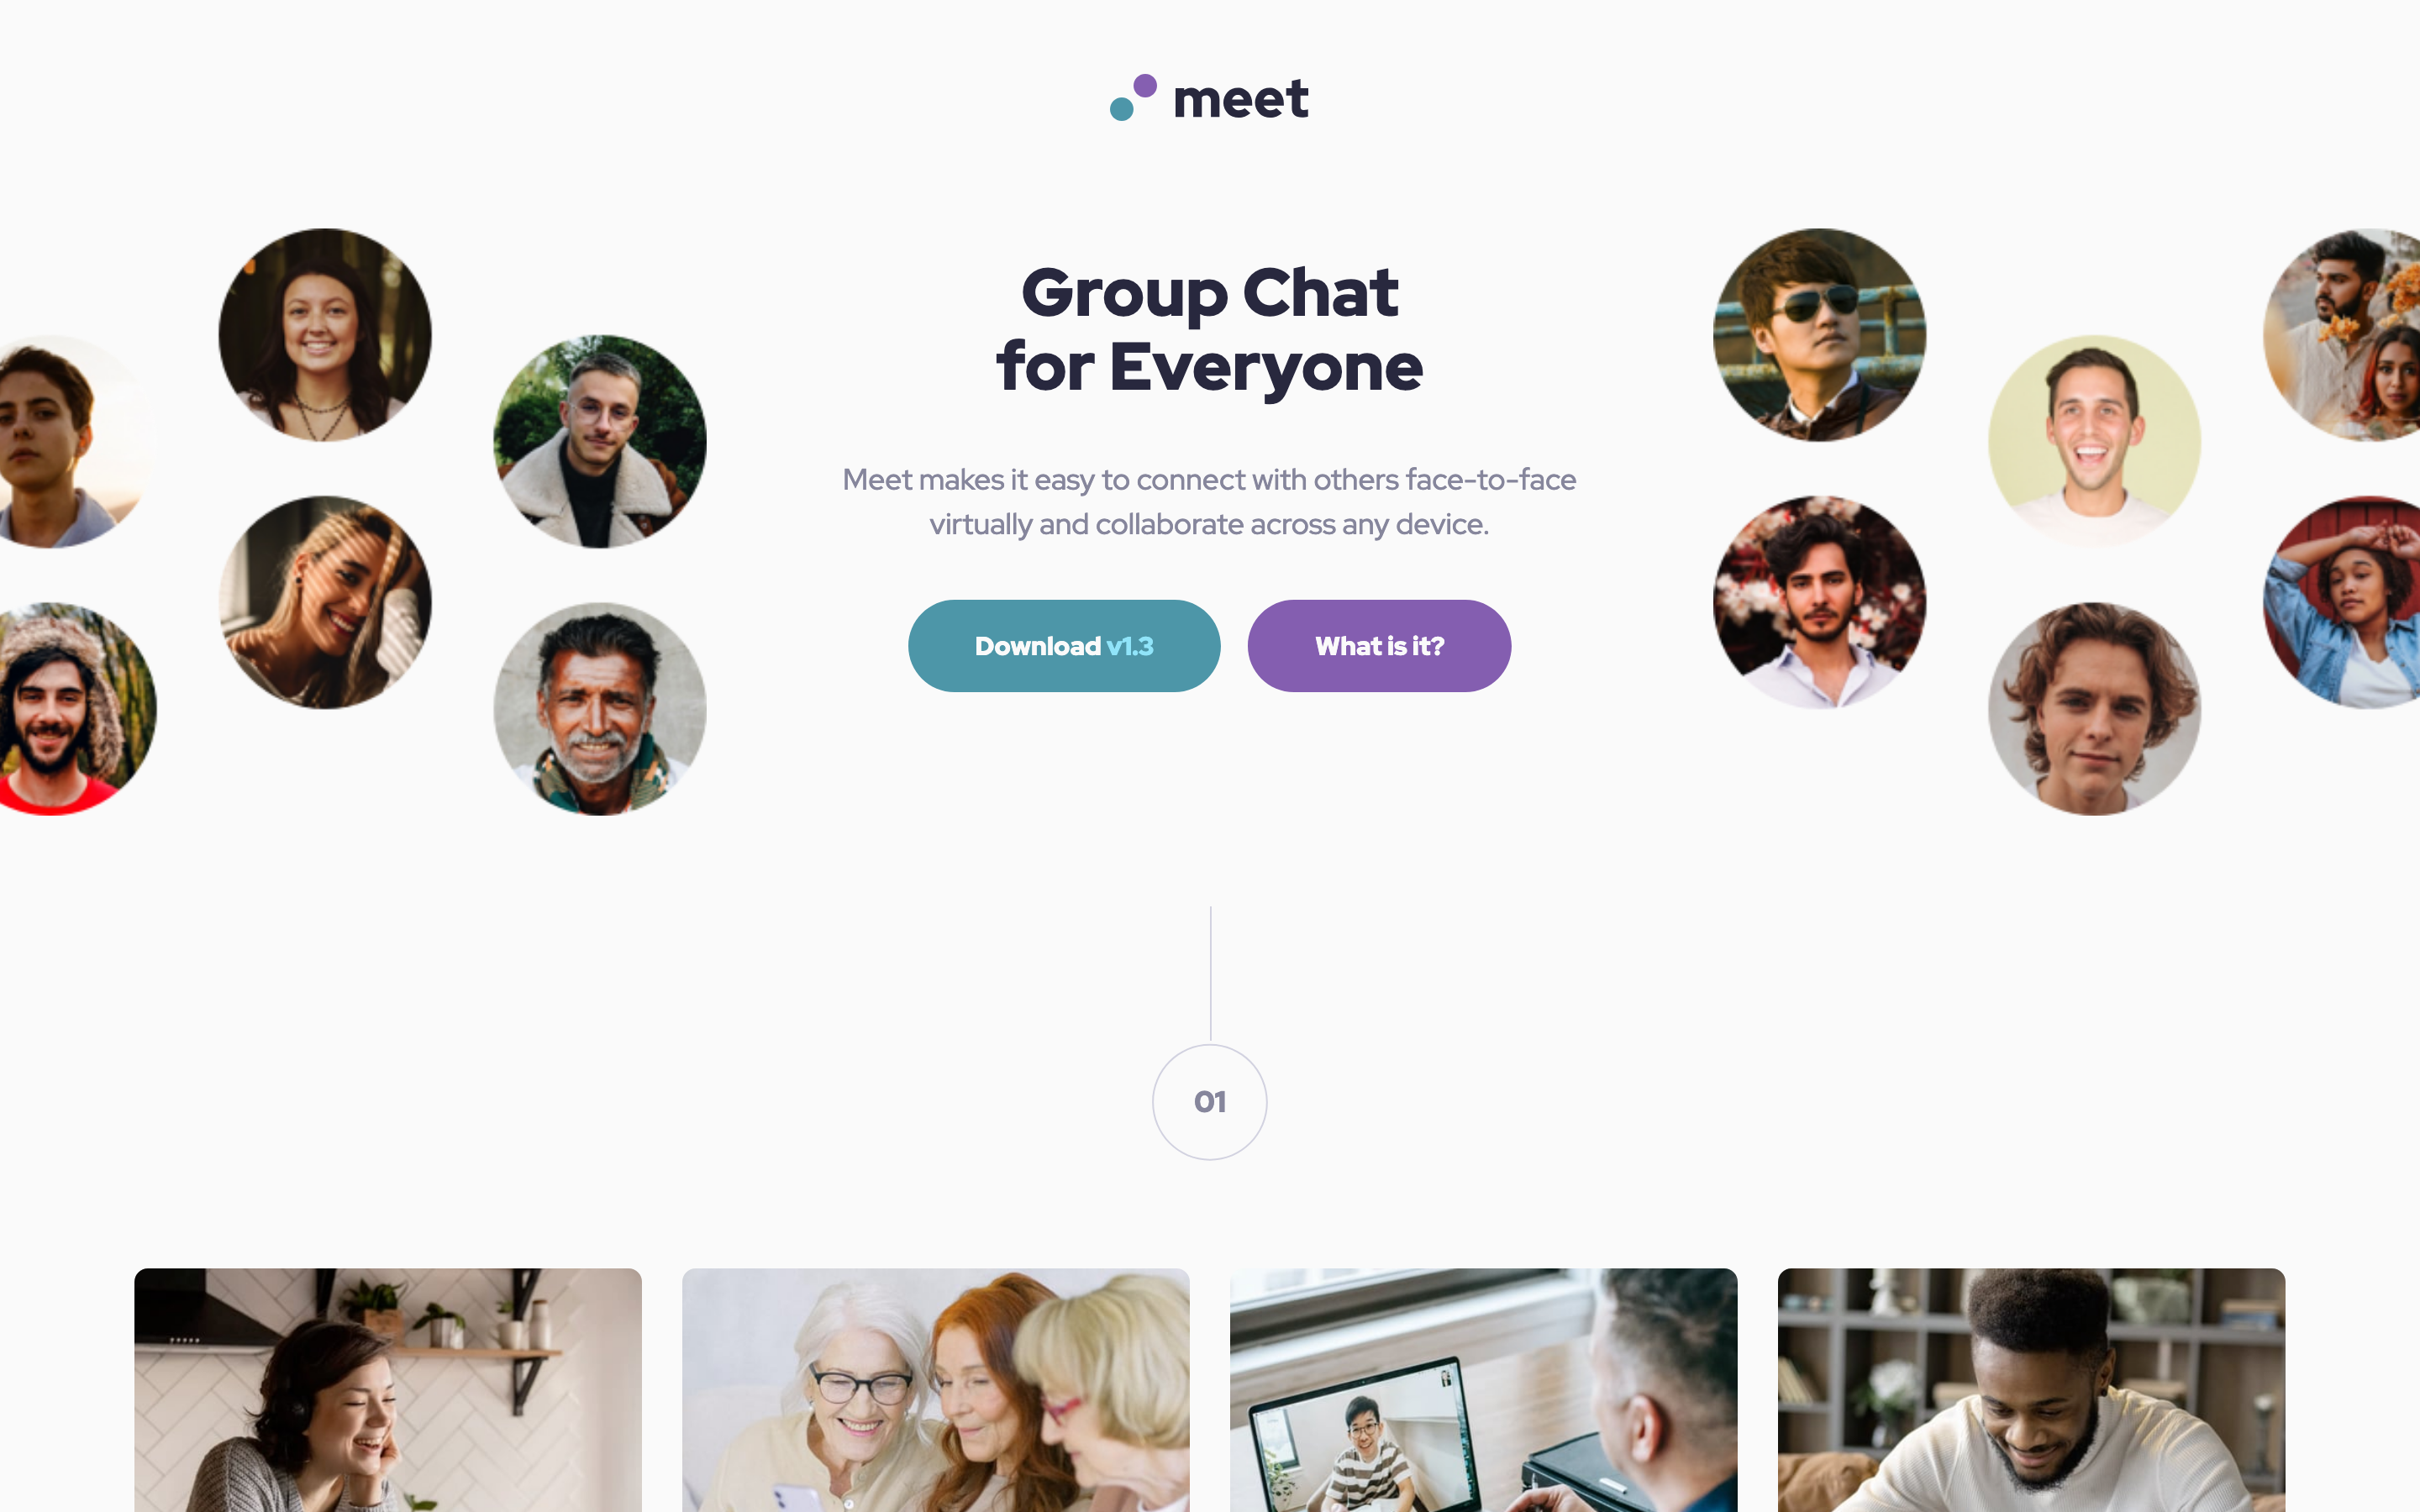 meet
Group Chat
for Everyone
Meet makes it easy to connect with others face-to-face
virtually and collaborate across any device.
Download v1.3
What is it?
01